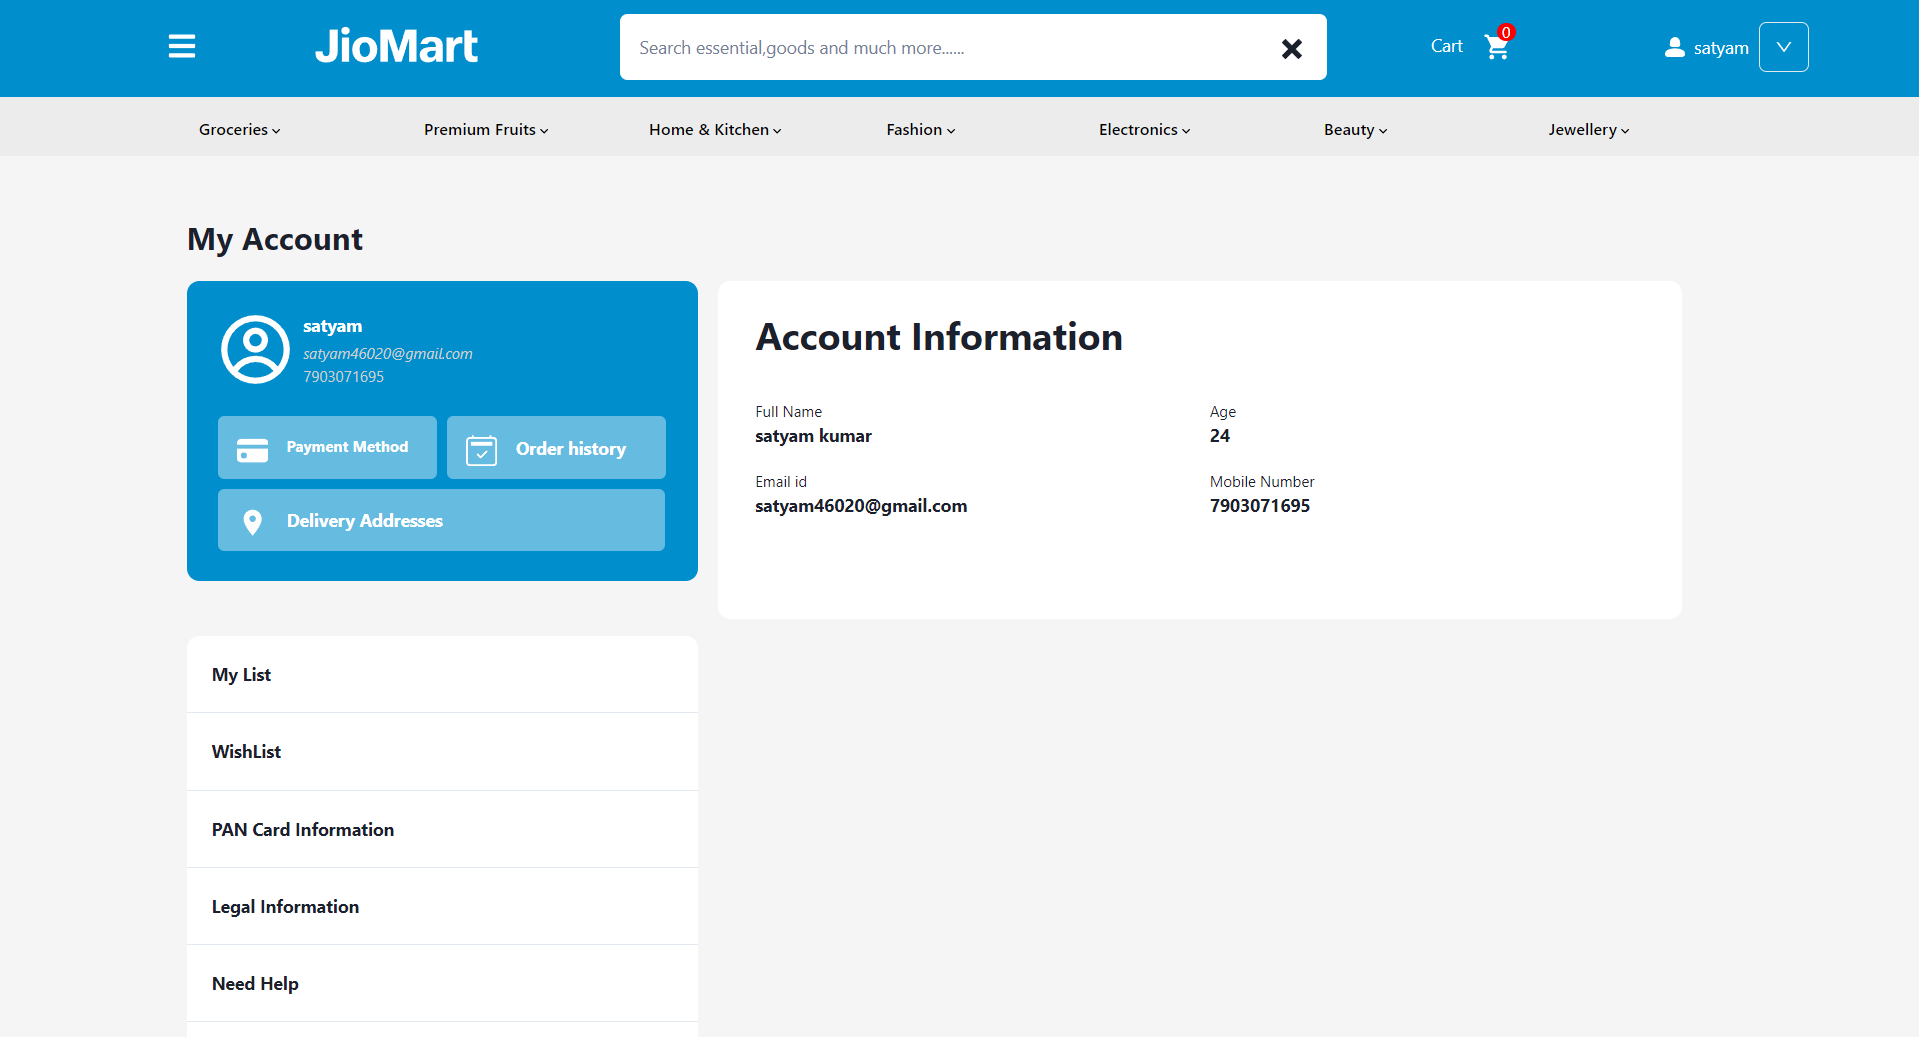 JioMart
Search essential,goods and much more......
Cart
0
satyam
Groceries
Premium Fruits
Home & Kitchen
Fashion
Electronics
Beauty
Jewellery
My Account
satyam
satyam46020@gmail.com
7903071695
Payment Method
Order history
Delivery Addresses
Account Information
Full Name
satyam kumar
Age
24
Email id
satyam46020@gmail.com
Mobile Number
7903071695
My List
WishList
PAN Card Information
Legal Information
Need Help